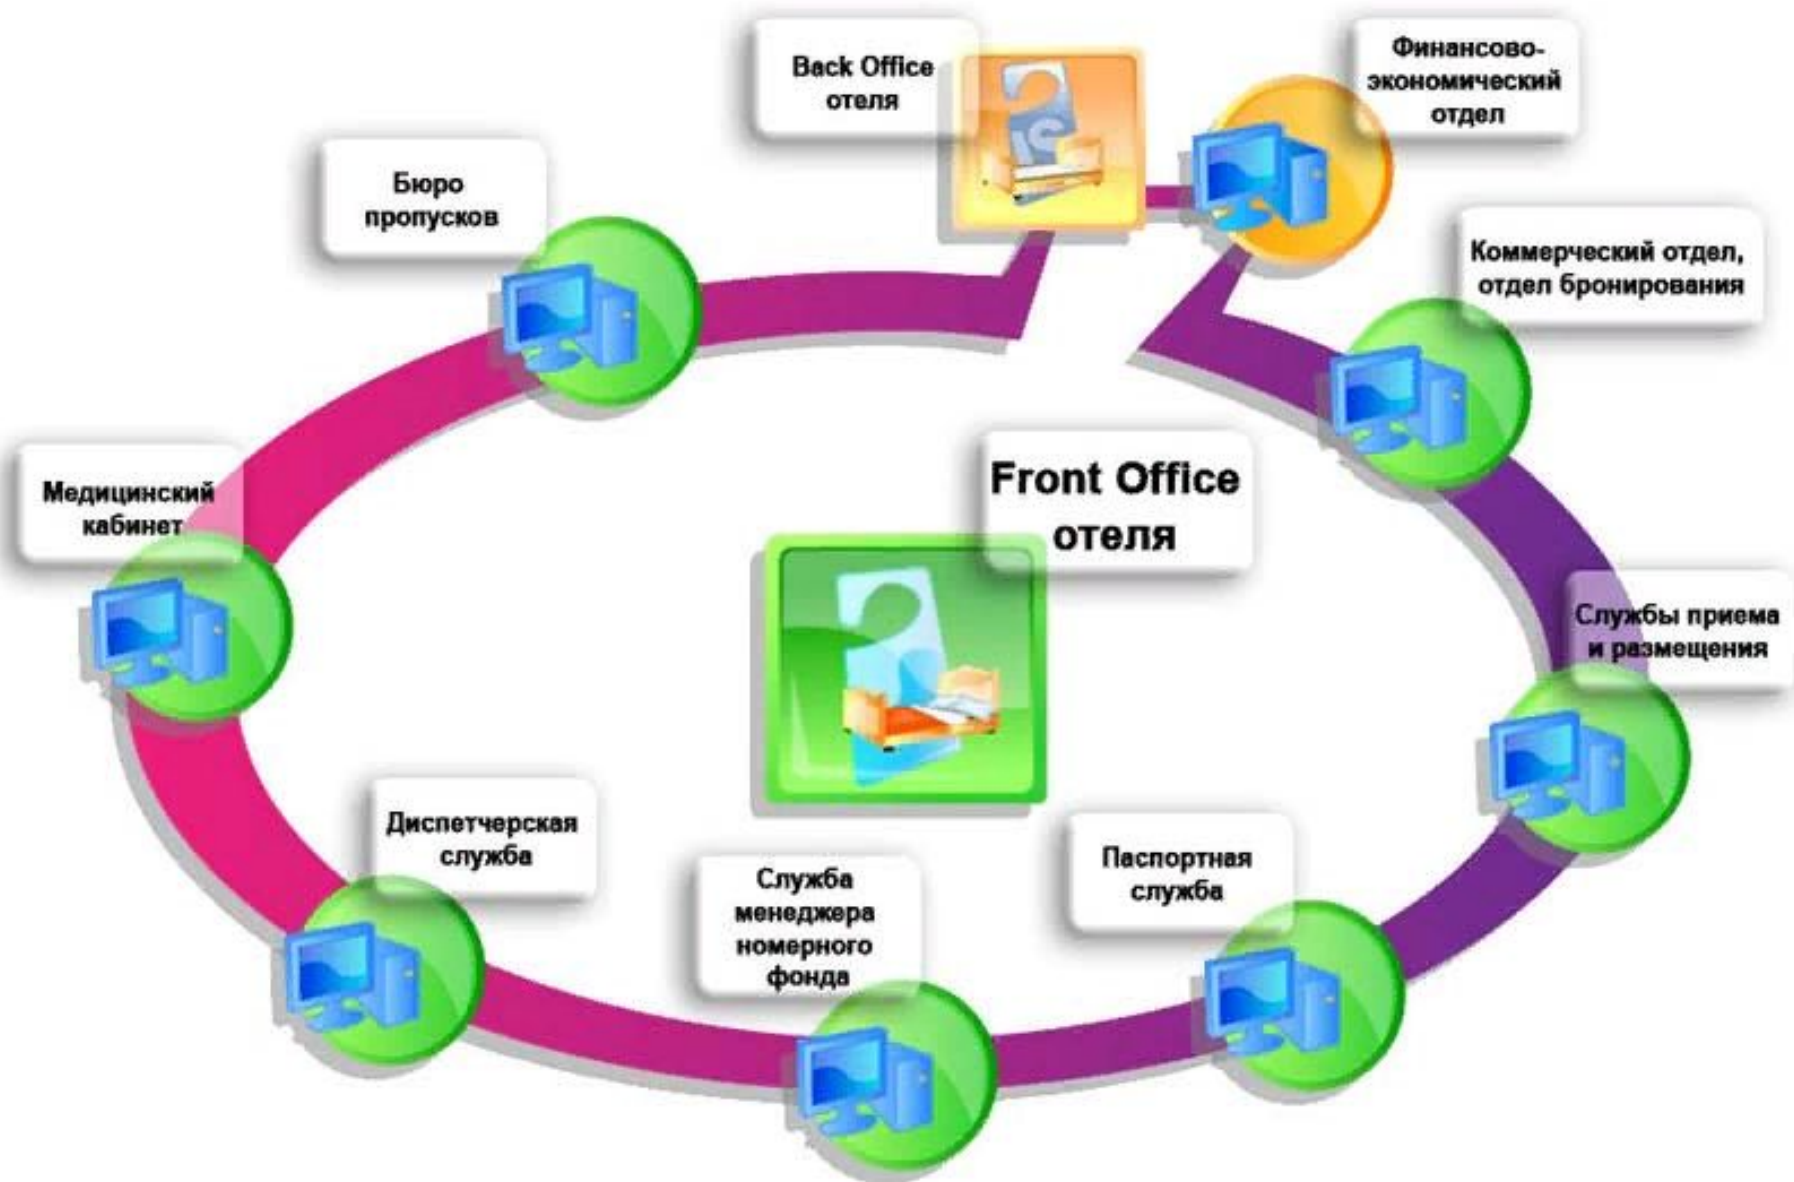 Back Office
отеля
Финансово-
экономический
отдел
Бюро
пропусков
Коммерческий отдел,
отдел бронирования
Front Office
отеля
Медицинский
кабинет
Службы приема
и размещения
Диспетчерская
служба
Служба
менеджера
номерного
фонда
Паспортная
служба